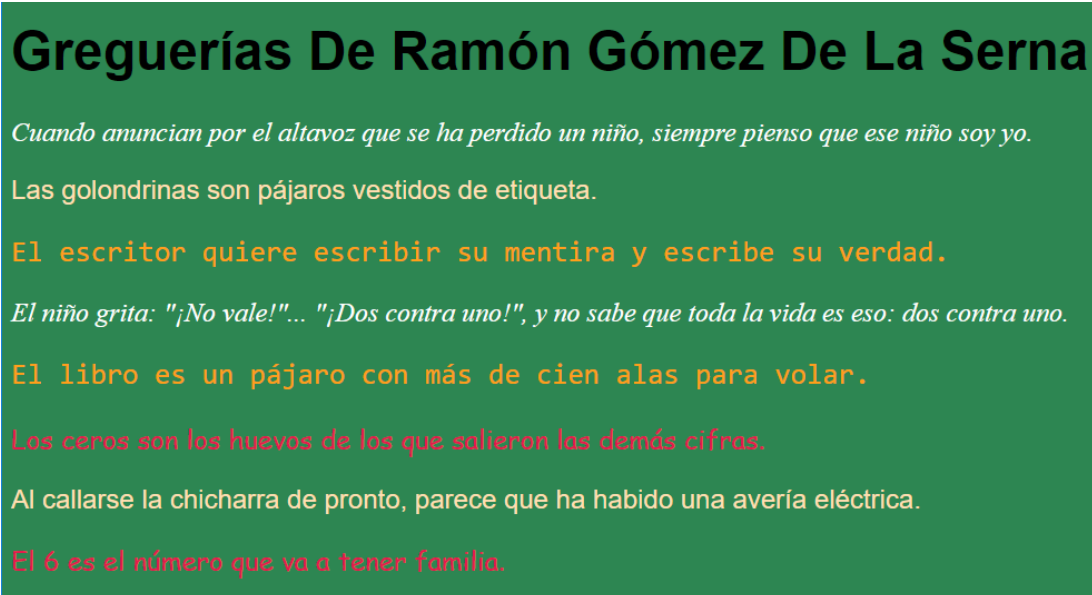 Greguerías De Ramón Gómez De La Serna
Cuando anuncian por el altavoz que se ha perdido un niño, siempre pienso que ese niño soy yo.
Las golondrinas son pájaros vestidos de etiqueta.
El escritor quiere escribir su mentira y escribe su verdad.
El niño grita: "¡No vale!"... "¡Dos contra uno!", y no sabe que toda la vida es eso: dos contra uno.
El libro es un pájaro con más de cien alas para volar.
Los ceros son los huevos de los que salieron las demás cifras.
Al callarse la chicharra de pronto, parece que ha habido una avería eléctrica.
El 6 es el número que va a tener familia.